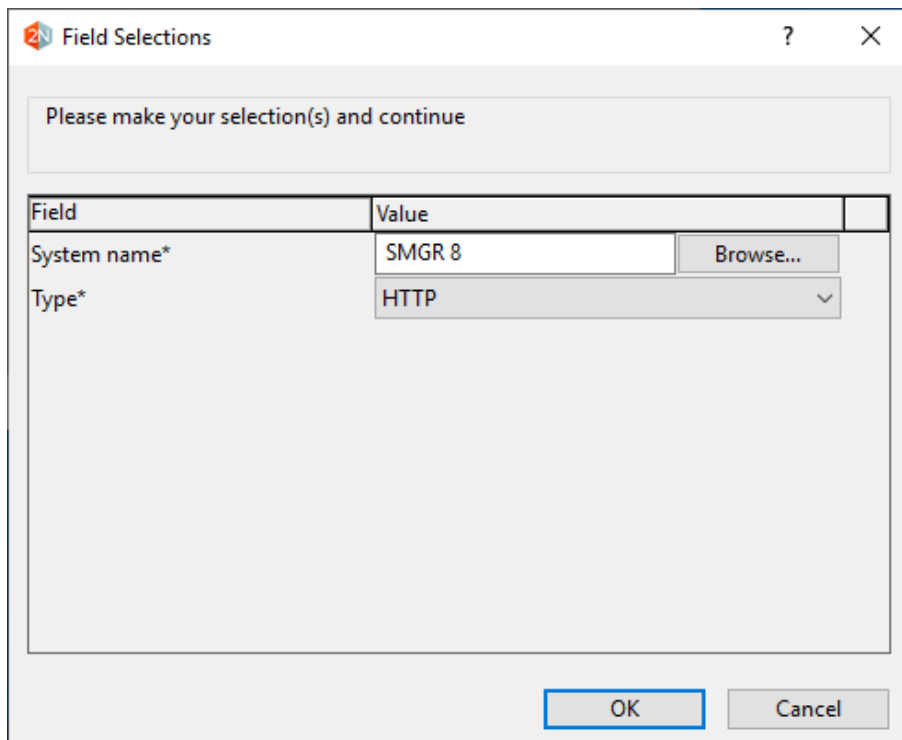 2N Field Selections ?
Please make your selection(s) and continue
Field Value
System name* SMGR 8 Browse...
Type* HTTP
OK Cancel